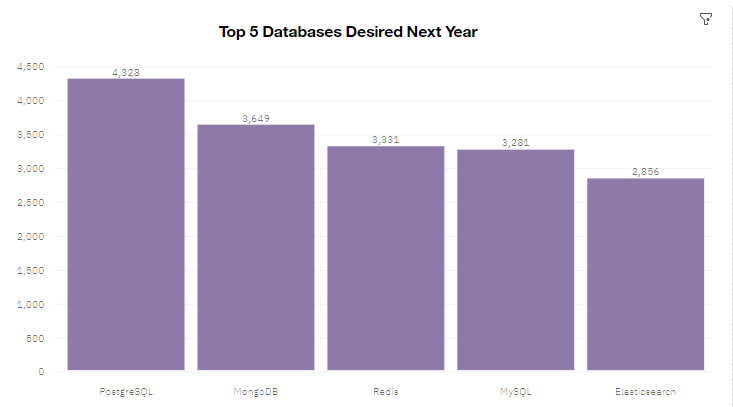 Top 5 Databases Desired Next Year
4,500
4,000
3,500
3,000
2,500
2,000
1,500
1,000
500
0
4,328
3,649
3,331
3,281
2,856
PostgreSQL
MongoDB
Redis
MySQL
Elasticsearch